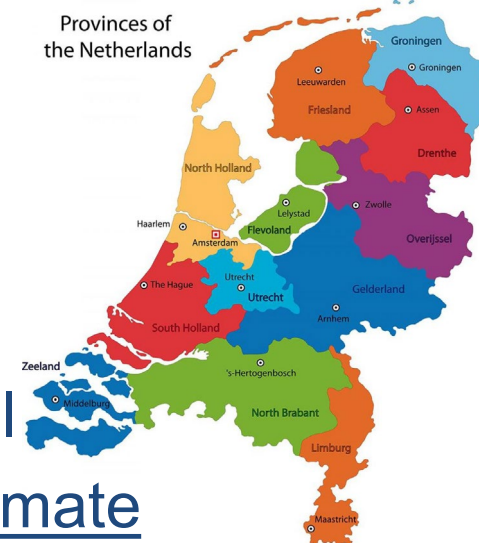 Provinces of
the Netherlands
Groningen
Groningen
Leeuwarden
Assen
Friesland
Drenthe
North Holland
Zwolle
Lelystad
Flevoland
Haarlem
Amsterdam
Overijssel
Utrecht
The Hague
Utrecht
Gelderland
Arnhem
South Holland
Zeeland
's-Hertogenbosch
Middelburg
l
North Brabant
Limburg
mate
Maastricht